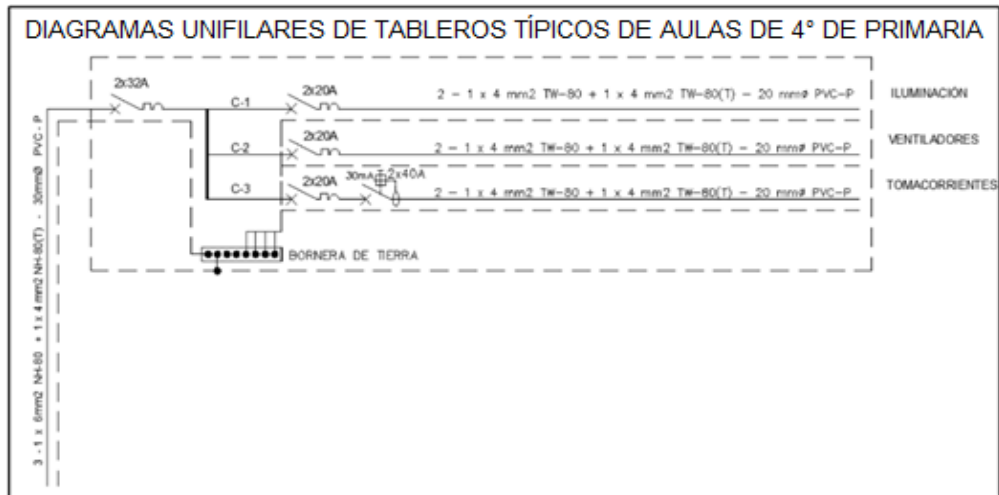 DIAGRAMAS UNIFILARES DE TABLEROS TÍPICOS DE AULAS DE 4° DE PRIMARIA
2x32A
C-1
2x20A
2 - 1 x 4 mm2 TW-80 + 1 x 4 mm2 TW-80(T) - 20 mmø PVC-P
ILUMINACIÓN
C-2
2x20A
2 - 1 x 4 mm2 TW-80 + 1 x 4 mm2 TW-80(T) - 20 mmø PVC-P
VENTILADORES
C-3
2x20A
30mA
2x40A
2 - 1 x 4 mm2 TW-80 + 1 x 4 mm2 TW-80(T) - 20 mmø PVC-P
TOMACORRIENTES
BORNERA DE TIERRA
3 - 1 x 6mm2 NH-80 + 1 x 4 mm2 NH-80(T) - 30mmØ PVC - P